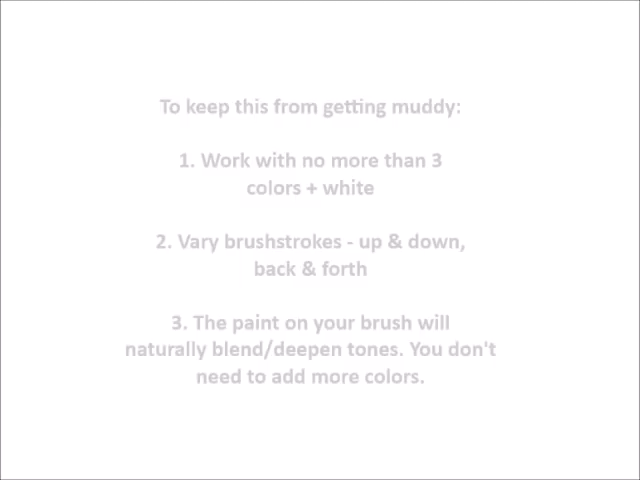 To keep this from getting muddy:
1. Work with no more than 3
colors + white
2. Vary brushstrokes - up & down,
back & forth
3. The paint on your brush will
naturally blend/deepen tones. You don't
need to add more colors.